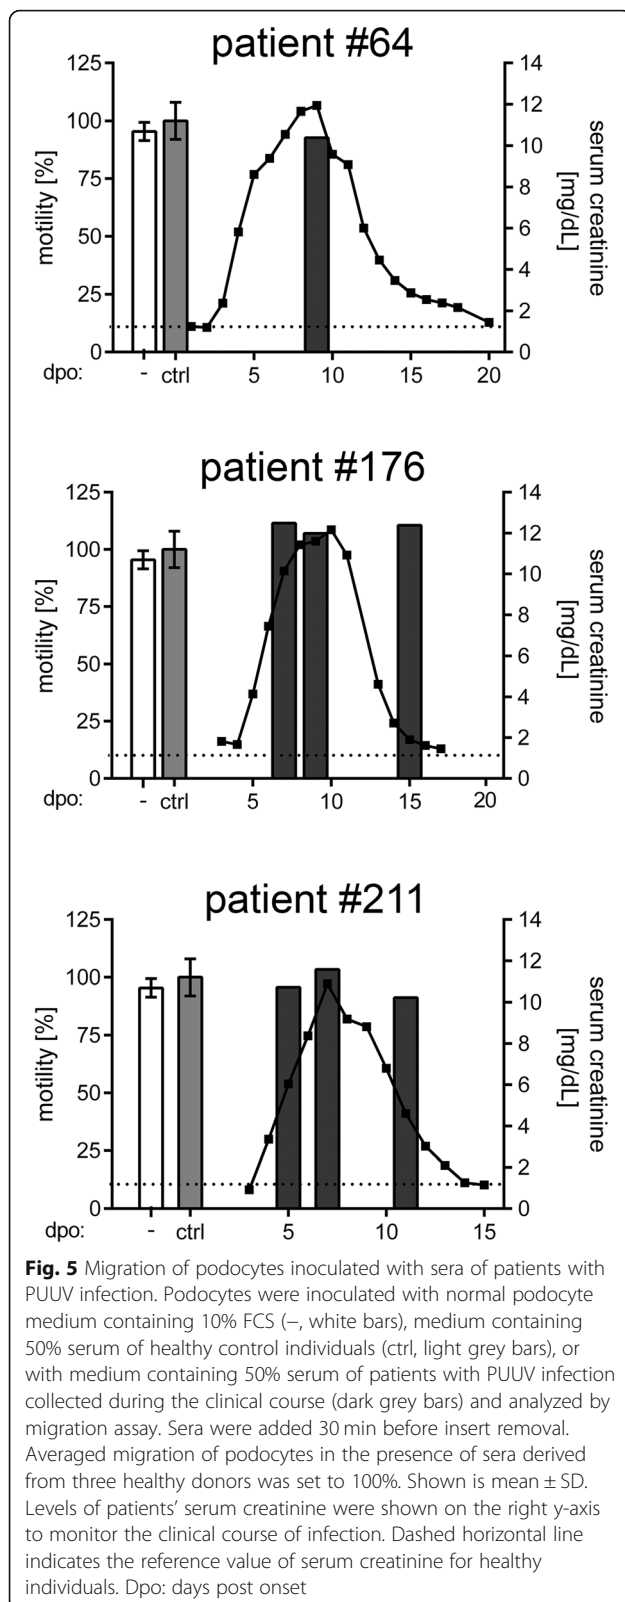 patient #64
125
100
75
50
25
0
motility [%]
14
12
10
8
6
4
2
0
serum creatinine
[mg/dL]
dpo: - ctrl 5 10 15 20
patient #176
125
100
75
50
25
0
motility [%]
14
12
10
8
6
4
2
0
serum creatinine
[mg/dL]
dpo: - ctrl 5 10 15 20
patient #211
125
100
75
50
25
0
motility [%]
14
12
10
8
6
4
2
0
serum creatinine
[mg/dL]
dpo: - ctrl 5 10 15
Fig. 5 Migration of podocytes inoculated with sera of patients with
PUUV infection. Podocytes were inoculated with normal podocyte
medium containing 10% FCS (−, white bars), medium containing
50% serum of healthy control individuals (ctrl, light grey bars), or
with medium containing 50% serum of patients with PUUV infection
collected during the clinical course (dark grey bars) and analyzed by
migration assay. Sera were added 30 min before insert removal.
Averaged migration of podocytes in the presence of sera derived
from three healthy donors was set to 100%. Shown is mean ± SD.
Levels of patients’ serum creatinine were shown on the right y-axis
to monitor the clinical course of infection. Dashed horizontal line
indicates the reference value of serum creatinine for healthy
individuals. Dpo: days post onset